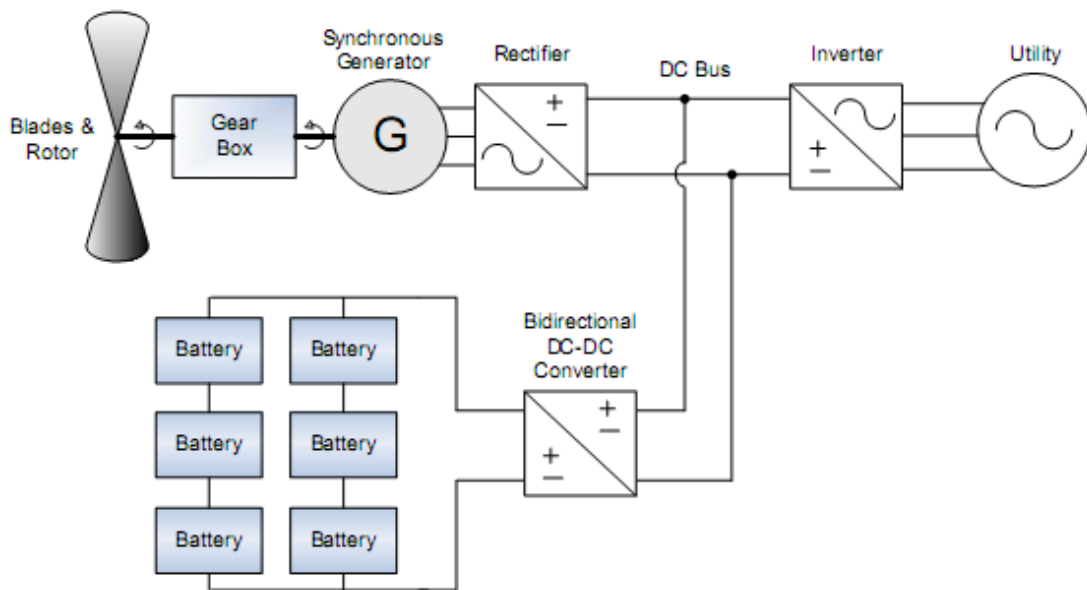 Synchronous
Generator
Rectifier
DC Bus
Inverter
Utility
Blades &
Rotor
Gear
Box
G
+
−
+
−
Bidirectional
DC-DC
Converter
+
−
+
−
Battery
Battery
Battery
Battery
Battery
Battery